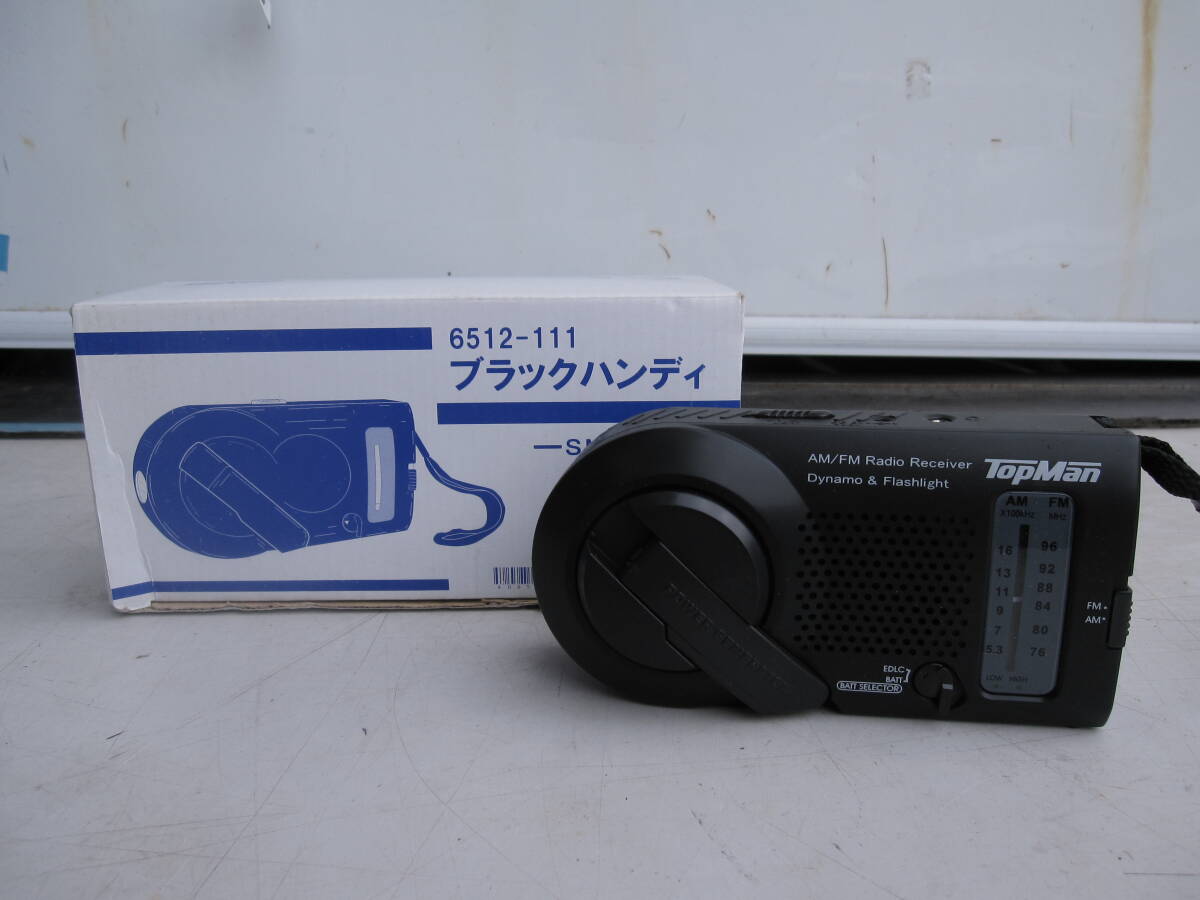 6512-111
ブラックハンディ
AM/FM Radio Receiver
Dynamo & Flashlight
TopMan
AM FM
X100kHz MHz
16 96
13 92
11 88
9 84
7 80
5.3 76
LOW HIGH
FM
AM
EDLC
BATT
BATT SELECTOR